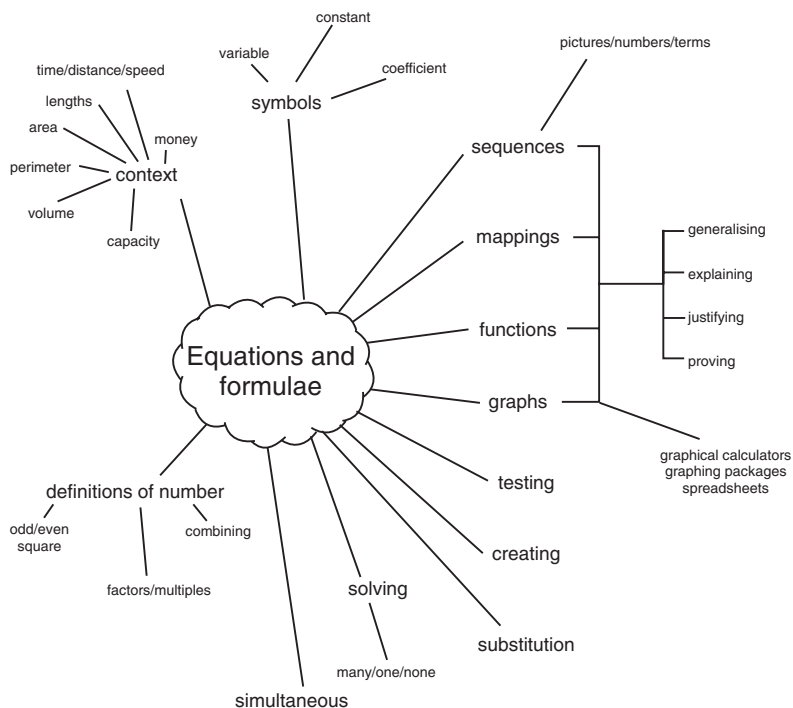 constant
variable
coefficient
symbols
time/distance/speed
lengths
area
money
perimeter
context
volume
capacity
pictures/numbers/terms
sequences
mappings
functions
graphs
generalising
explaining
justifying
proving
graphical calculators
graphing packages
spreadsheets
Equations and
formulae
testing
creating
substitution
solving
many/one/none
simultaneous
definitions of number
odd/even
square
combining
factors/multiples